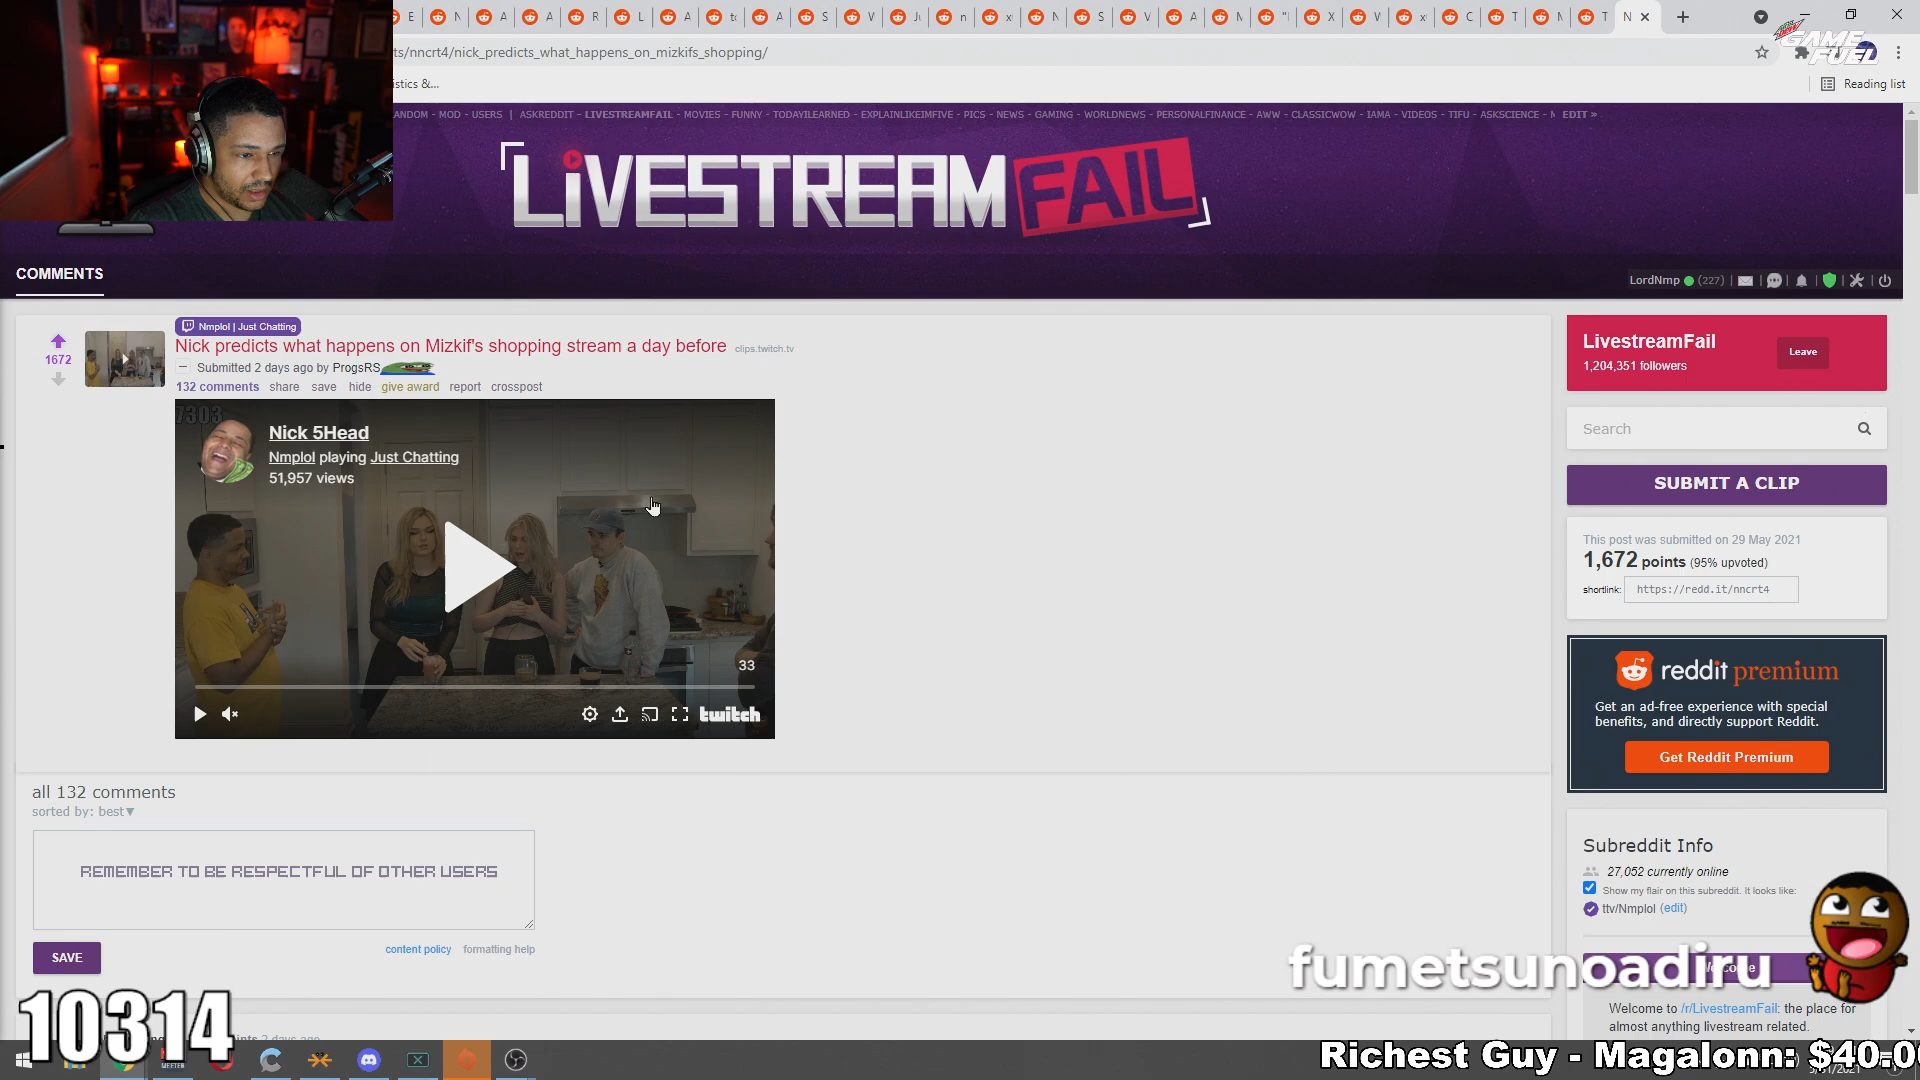 ts/nncrt4/nick_predicts_what_happens_on_mizkifs_shopping/
GAME FUEL
istics &...
Reading list
ANDOM - MOD - USERS | ASKREDDIT - LIVESTREAMFAIL - MOVIES - FUNNY - TODAYILEARNED - EXPLAINLIKEIMFIVE - PICS - NEWS - GAMING - WORLDNEWS - PERSONALFINANCE - AWW - CLASSICWOW - IAMA - VIDEOS - TIFU - ASKSCIENCE - EDIT »
LiVESTREAM FAIL
COMMENTS
LordNmp (227)
Nmplol | Just Chatting
Nick predicts what happens on Mizkif's shopping stream a day before clips.twitch.tv
1672
Submitted 2 days ago by ProgsRS
132 comments share save hide give award report crosspost
7303
Nick 5Head
Nmplol playing Just Chatting
51,957 views
33
twitch
all 132 comments
sorted by: best▼
REMEMBER TO BE RESPECTFUL OF OTHER USERS
content policy formatting help
SAVE
LivestreamFail
1,204,351 followers
Leave
Search
SUBMIT A CLIP
This post was submitted on 29 May 2021
1,672 points (95% upvoted)
shortlink: https://redd.it/nncrt4
reddit premium
Get an ad-free experience with special
benefits, and directly support Reddit.
Get Reddit Premium
Subreddit Info
27,052 currently online
Show my flair on this subreddit. It looks like:
ttv/Nmplol (edit)
fumetsunoadiru
Welcome to /r/LivestreamFail: the place for
almost anything livestream related.
10314
2 days ago
Richest Guy - Magalonn: $40.0